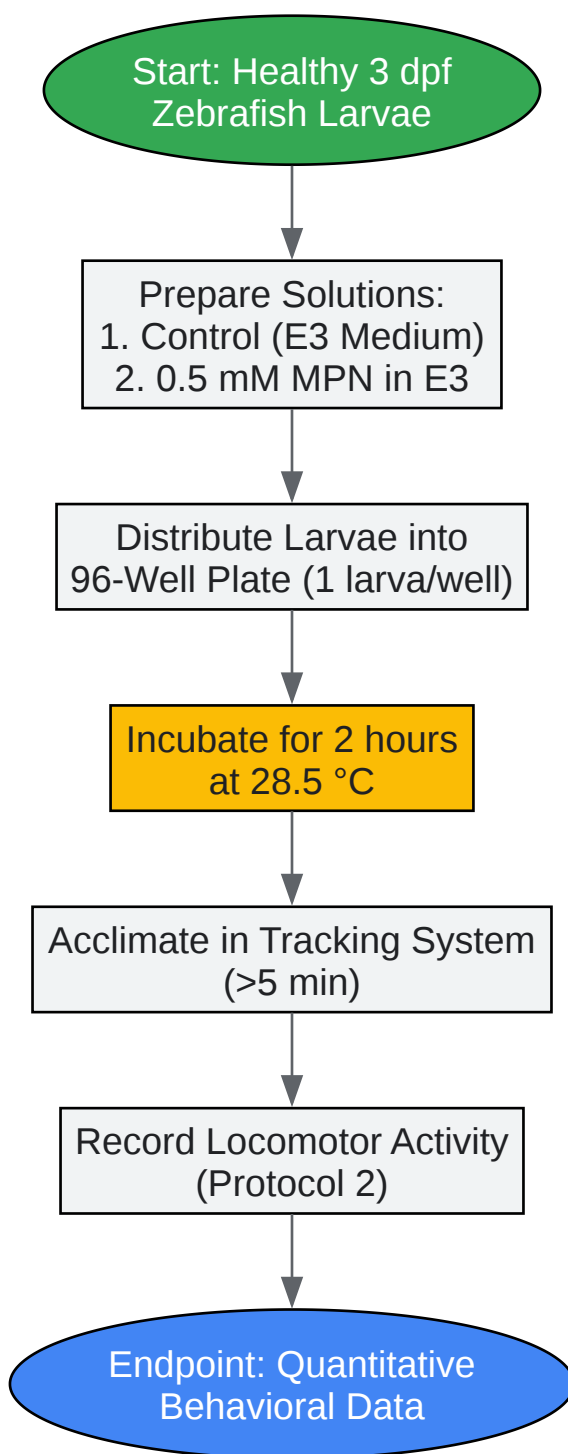 Start: Healthy 3 dpf
Zebrafish Larvae
Prepare Solutions:
1. Control (E3 Medium)
2. 0.5 mM MPN in E3
Distribute Larvae into
96-Well Plate (1 larva/well)
Incubate for 2 hours
at 28.5 °C
Acclimate in Tracking System
(>5 min)
Record Locomotor Activity
(Protocol 2)
Endpoint: Quantitative
Behavioral Data